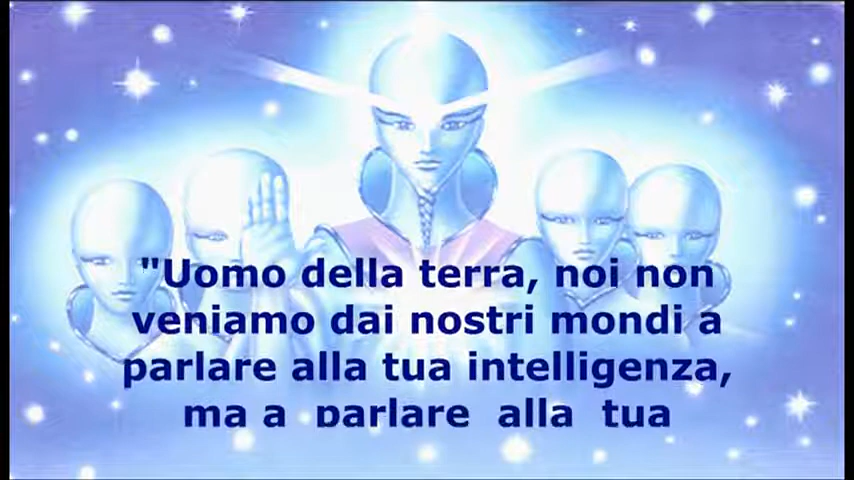 "Uomo della terra, noi non
veniamo dai nostri mondi a
parlare alla tua intelligenza,
ma a parlare alla tua